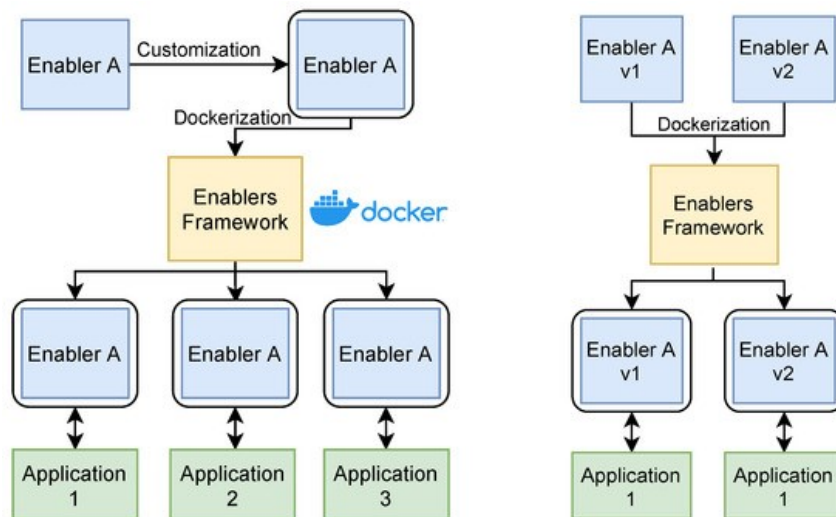 Enabler A
Customization
Enabler A
Dockerization
Enablers
Framework
docker
Enabler A
Enabler A
Enabler A
Application
1
Application
2
Application
3
Enabler A
v1
Enabler A
v2
Dockerization
Enablers
Framework
Enabler A
v1
Enabler A
v2
Application
1
Application
1